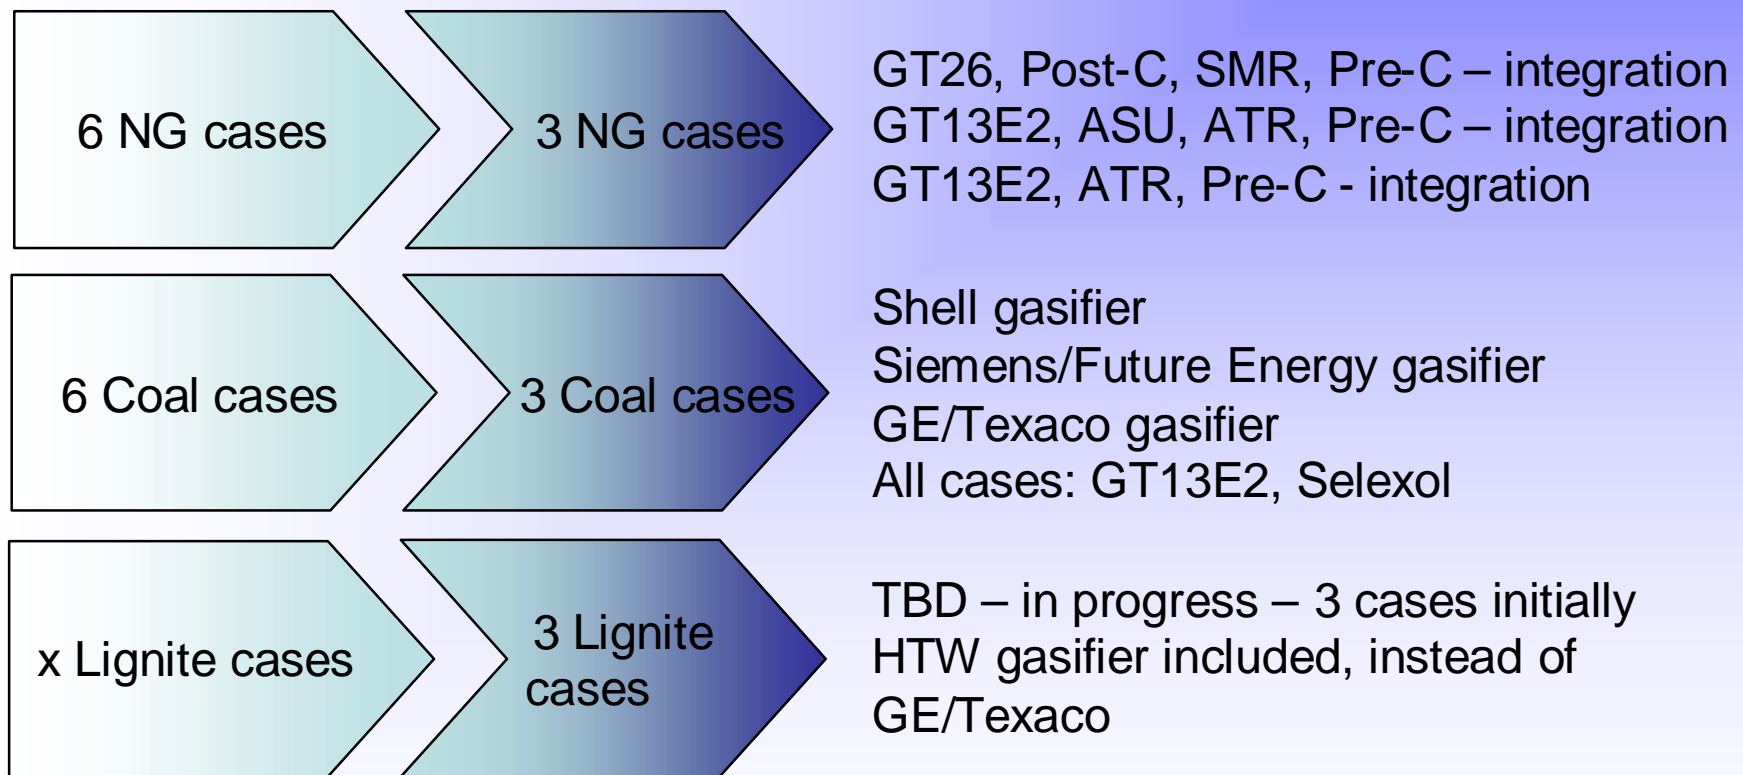 6 NG cases
3 NG cases
GT26, Post-C, SMR, Pre-C – integration
GT13E2, ASU, ATR, Pre-C – integration
GT13E2, ATR, Pre-C - integration
6 Coal cases
3 Coal cases
Shell gasifier
Siemens/Future Energy gasifier
GE/Texaco gasifier
All cases: GT13E2, Selexol
x Lignite cases
3 Lignite
cases
TBD – in progress – 3 cases initially
HTW gasifier included, instead of
GE/Texaco